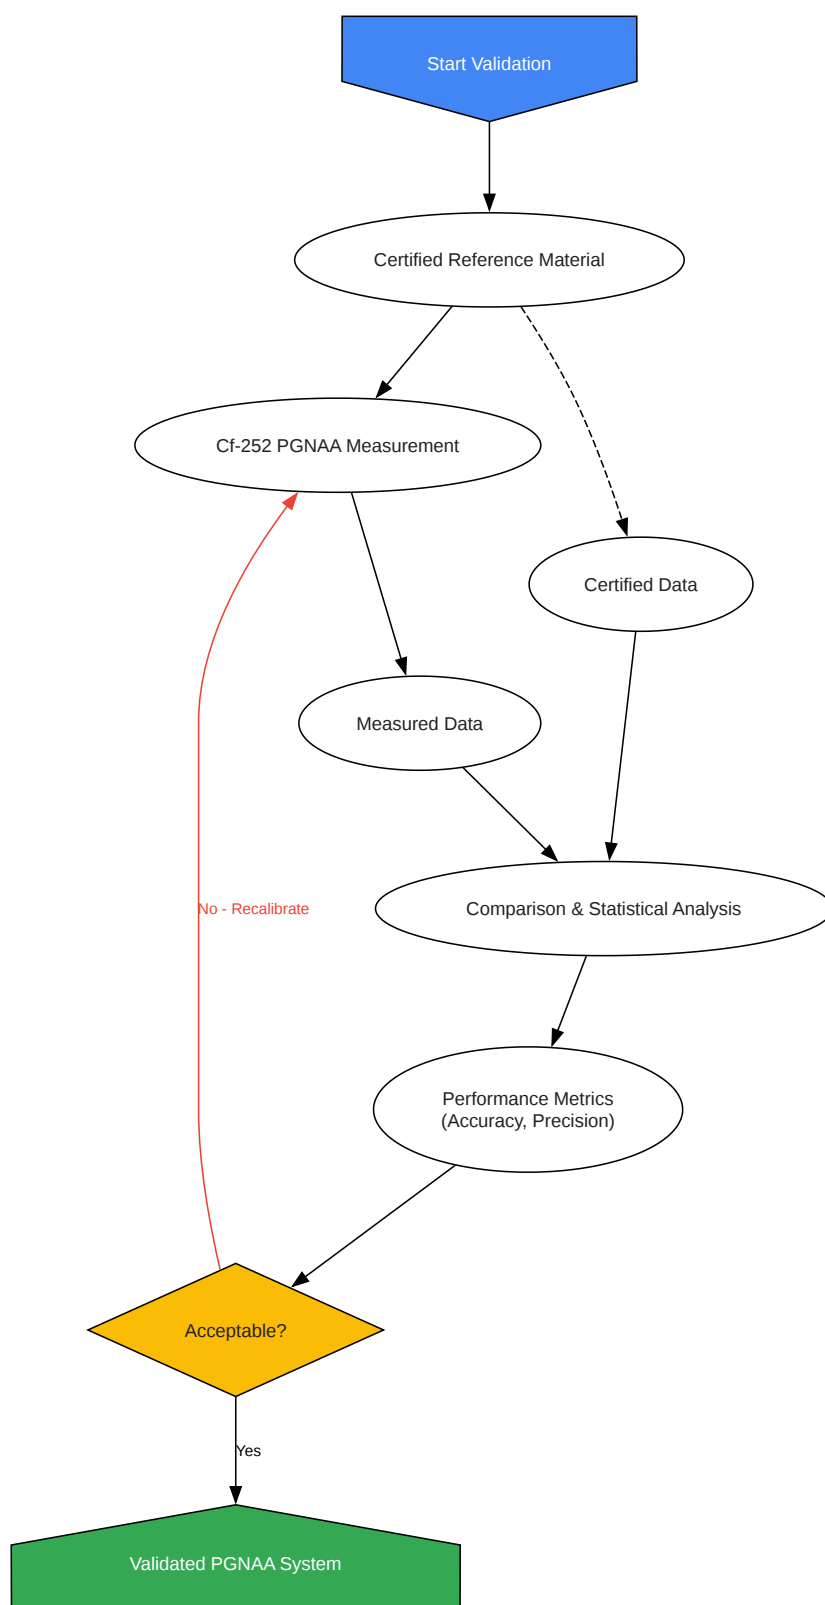 Start Validation
Certified Reference Material
Cf-252 PGNAA Measurement
Certified Data
Measured Data
No - Recalibrate
Comparison & Statistical Analysis
Performance Metrics
(Accuracy, Precision)
Acceptable?
Yes
Validated PGNAA System